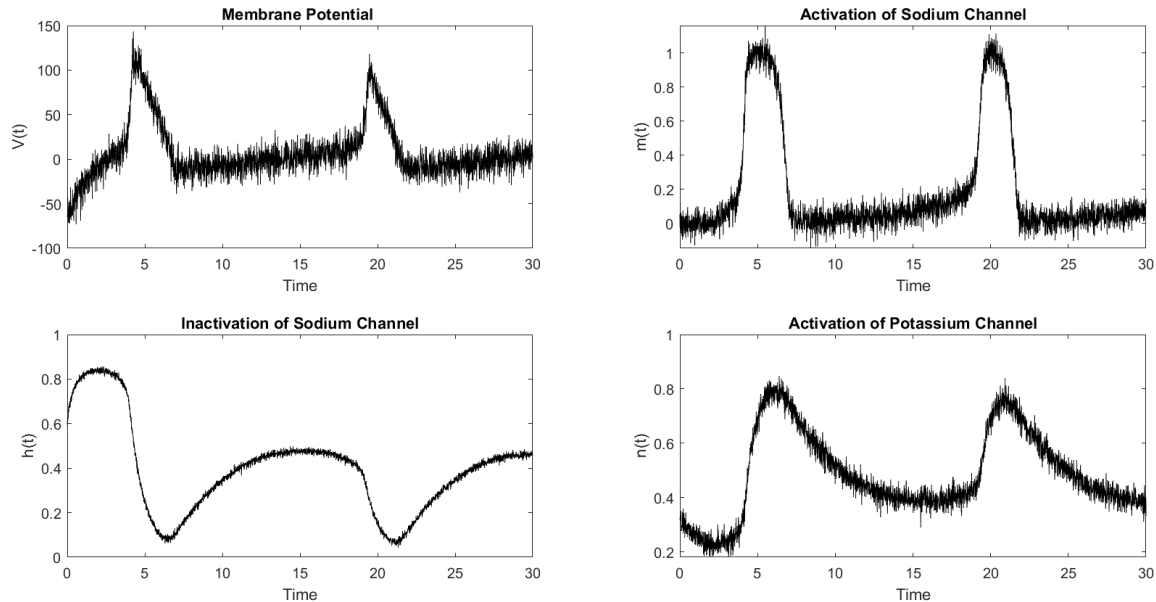 Membrane Potential
150
100
50
0
-50
-100
V(t)
0 5 10 15 20 25 30
Time
Activation of Sodium Channel
1
0.8
0.6
0.4
0.2
0
m(t)
0 5 10 15 20 25 30
Time
Inactivation of Sodium Channel
1
0.8
0.6
0.4
0.2
0
h(t)
0 5 10 15 20 25 30
Time
Activation of Potassium Channel
1
0.8
0.6
0.4
0.2
n(t)
0 5 10 15 20 25 30
Time